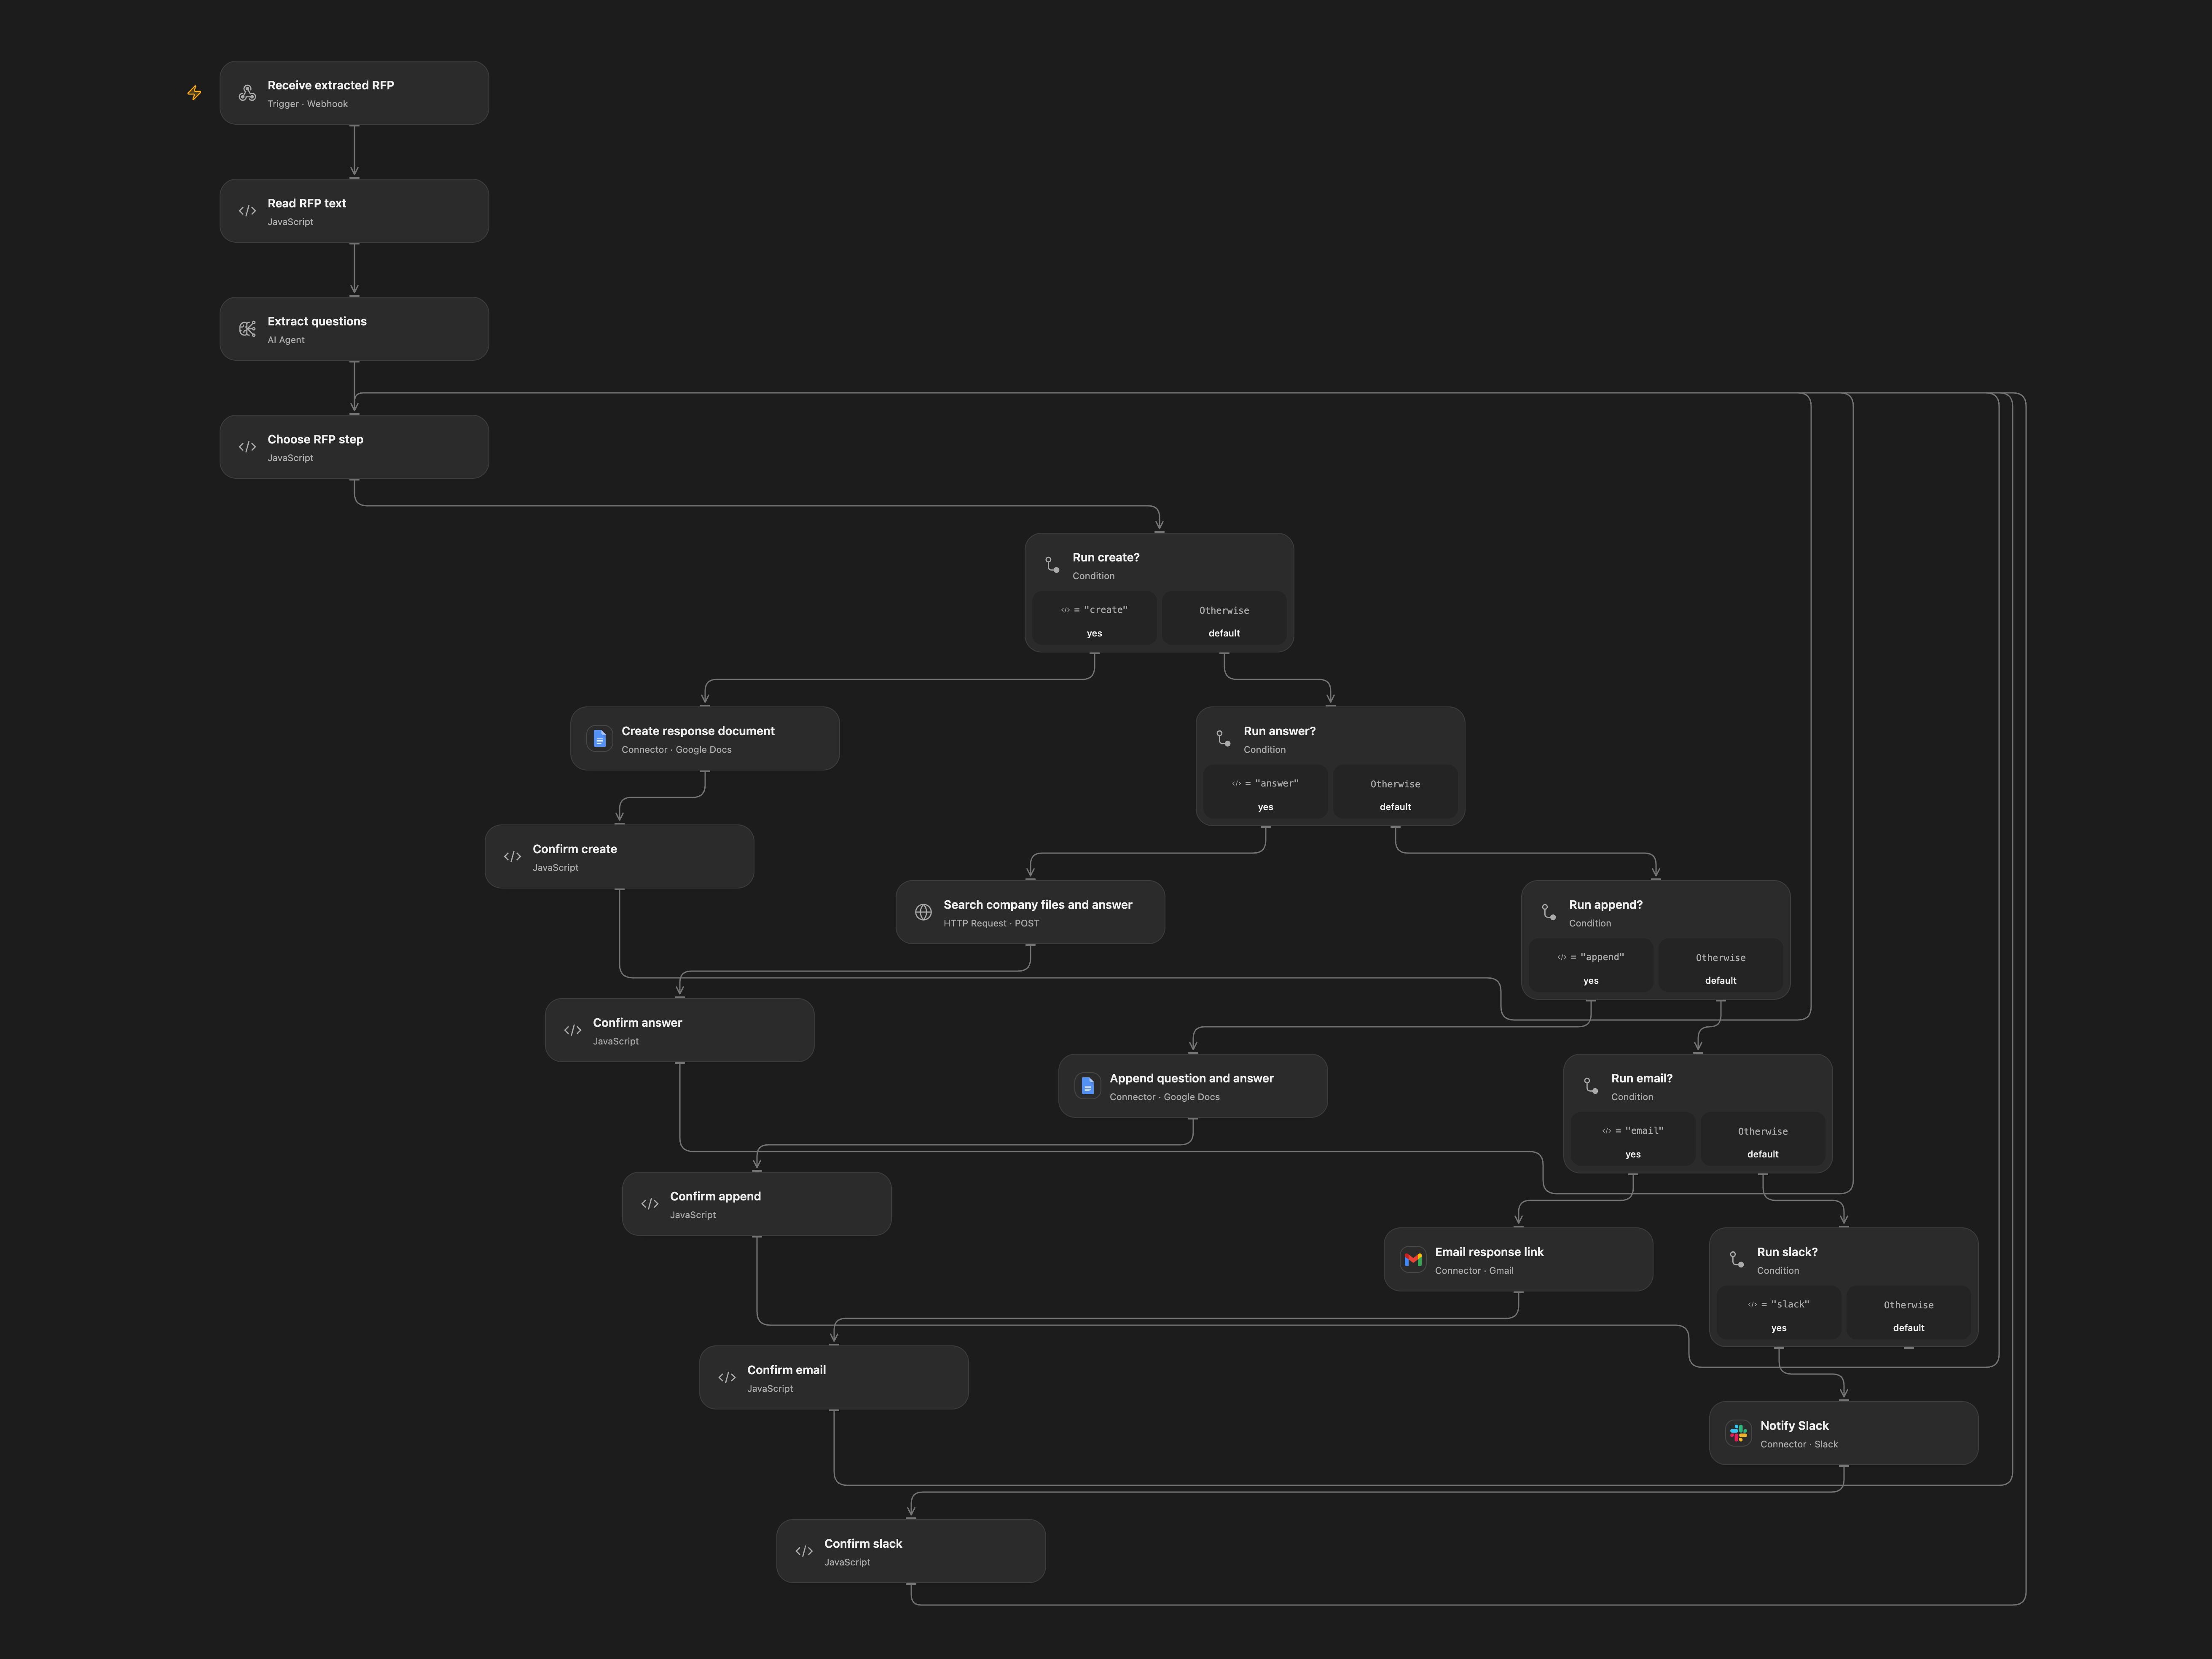 Receive extracted RFP
Trigger · Webhook
Read RFP text
JavaScript
Extract questions
AI Agent
Choose RFP step
JavaScript
Run create?
Condition
</> = "create"
yes
Otherwise
default
Create response document
Connector · Google Docs
Run answer?
Condition
</> = "answer"
yes
Otherwise
default
Confirm create
JavaScript
Search company files and answer
HTTP Request · POST
Run append?
Condition
</> = "append"
yes
Otherwise
default
Confirm answer
JavaScript
Append question and answer
Connector · Google Docs
Run email?
Condition
</> = "email"
yes
Otherwise
default
Confirm append
JavaScript
Email response link
Connector · Gmail
Run slack?
Condition
</> = "slack"
yes
Otherwise
default
Confirm email
JavaScript
Notify Slack
Connector · Slack
Confirm slack
JavaScript